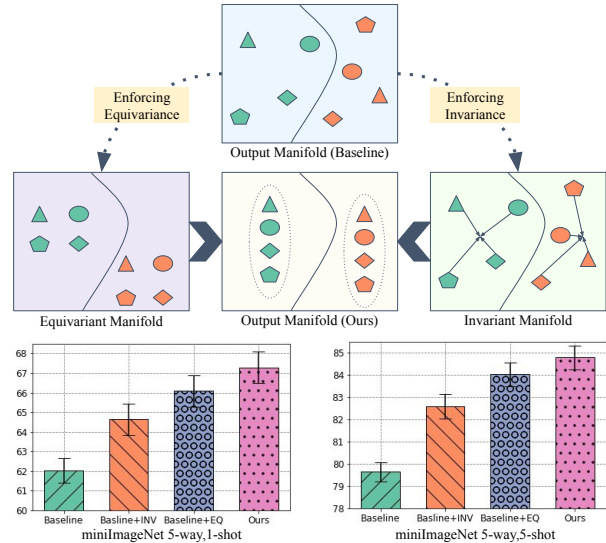 Enforcing
Equivariance
Enforcing
Invariance
Output Manifold (Baseline)
Equivariant Manifold
Output Manifold (Ours)
Invariant Manifold
68
67
66
65
64
63
62
61
60
Baseline
Basline+INV
Baseline+EQ
Ours
miniImageNet 5-way,1-shot
85
84
83
82
81
80
79
78
Baseline
Baseline+INV
Baseline+EQ
Ours
miniImageNet 5-way,5-shot